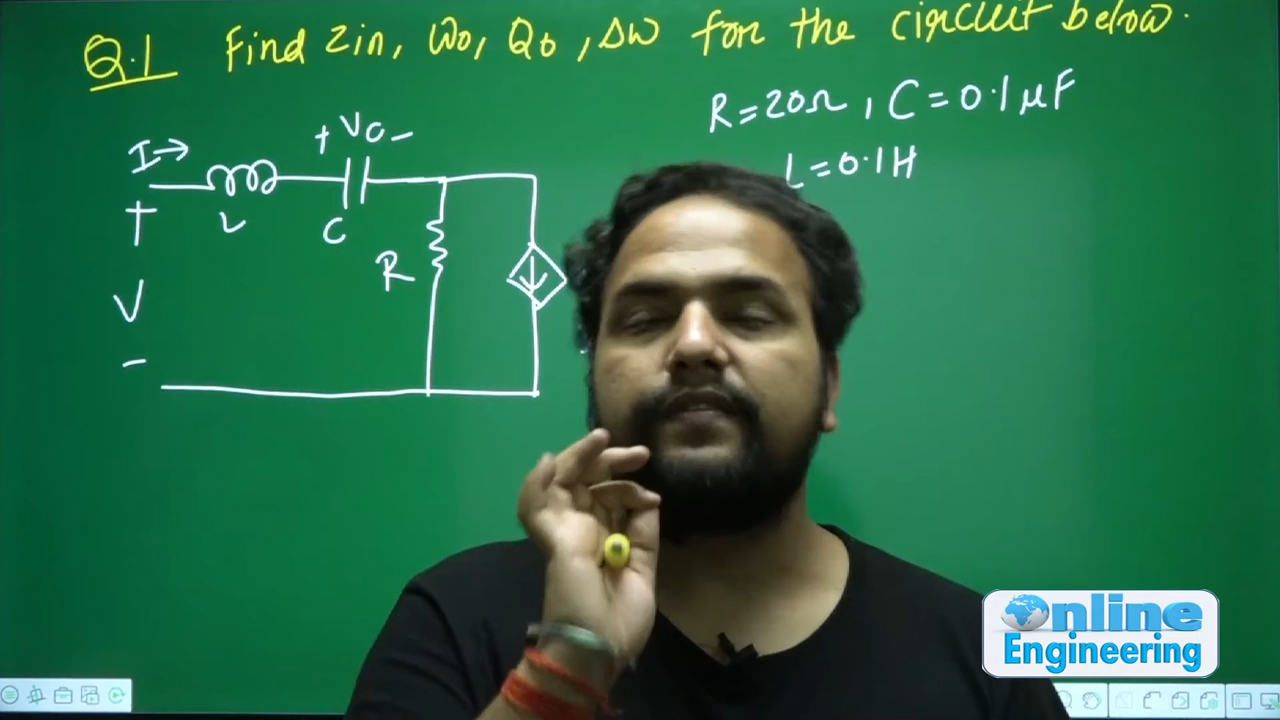 Q.1 Find Zin, ω0, Q0, Δω for the circuit below.
R=20Ω, C=0.1μF
L=0.1H
I→
+ Vc -
L
C
R
+
V
-
Online
Engineering